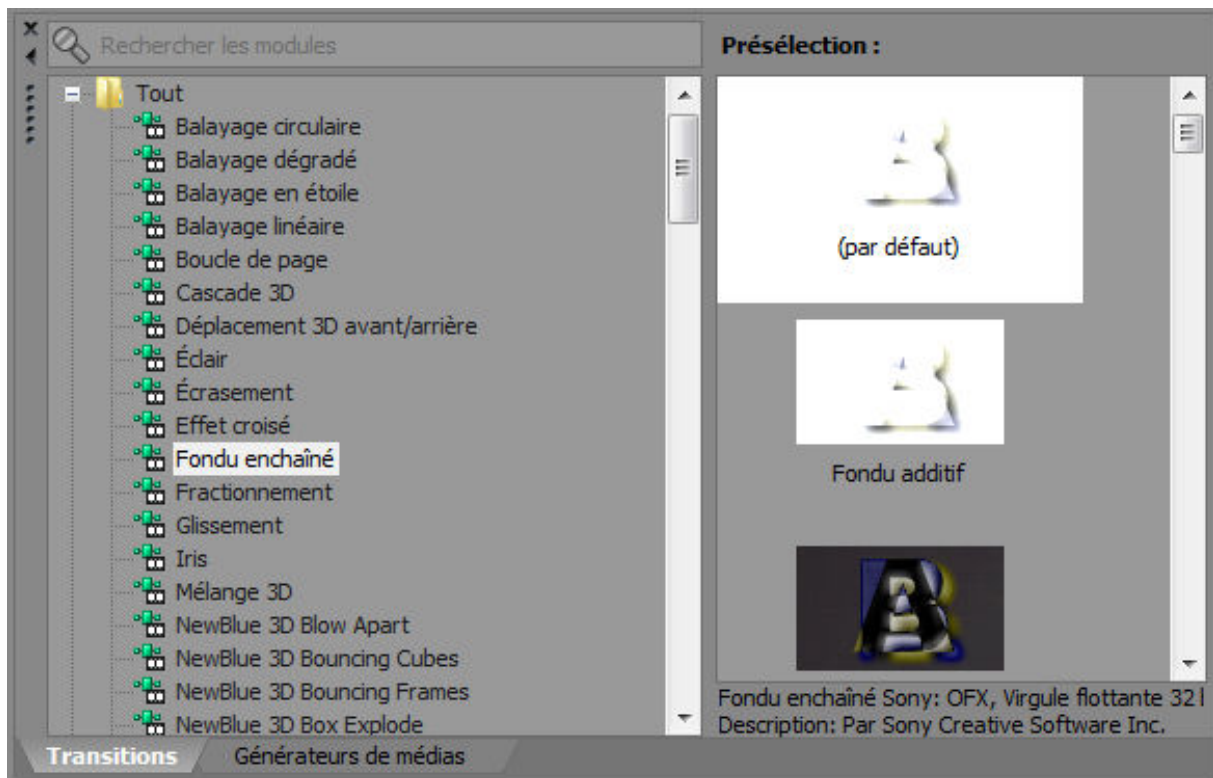 Rechercher les modules
Tout
Balayage circulaire
Balayage dégradé
Balayage en étoile
Balayage linéaire
Boucle de page
Cascade 3D
Déplacement 3D avant/arrière
Éclair
Écrasement
Effet croisé
Fondu enchaîné
Fractionnement
Glissement
Iris
Mélange 3D
NewBlue 3D Blow Apart
NewBlue 3D Bouncing Cubes
NewBlue 3D Bouncing Frames
NewBlue 3D Box Explode
Transitions
Générateurs de médias
Présélection :
(par défaut)
Fondu additif
Fondu enchaîné Sony: OFX, Virgule flottante 32
Description: Par Sony Creative Software Inc.